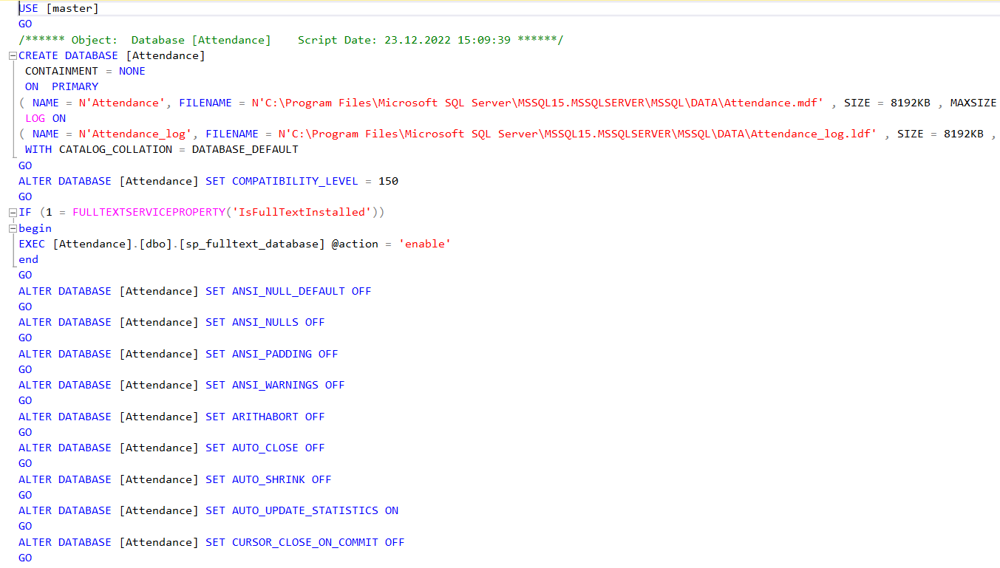 USE [master]
GO
/****** Object:  Database [Attendance]    Script Date: 23.12.2022 15:09:39 ******/
CREATE DATABASE [Attendance]
 CONTAINMENT = NONE
 ON  PRIMARY
( NAME = N'Attendance', FILENAME = N'C:\Program Files\Microsoft SQL Server\MSSQL15.MSSQLSERVER\MSSQL\DATA\Attendance.mdf' , SIZE = 8192KB , MAXSIZE
 LOG ON
( NAME = N'Attendance_log', FILENAME = N'C:\Program Files\Microsoft SQL Server\MSSQL15.MSSQLSERVER\MSSQL\DATA\Attendance_log.ldf' , SIZE = 8192KB ,
 WITH CATALOG_COLLATION = DATABASE_DEFAULT
GO
ALTER DATABASE [Attendance] SET COMPATIBILITY_LEVEL = 150
GO
IF (1 = FULLTEXTSERVICEPROPERTY('IsFullTextInstalled'))
begin
EXEC [Attendance].[dbo].[sp_fulltext_database] @action = 'enable'
end
GO
ALTER DATABASE [Attendance] SET ANSI_NULL_DEFAULT OFF
GO
ALTER DATABASE [Attendance] SET ANSI_NULLS OFF
GO
ALTER DATABASE [Attendance] SET ANSI_PADDING OFF
GO
ALTER DATABASE [Attendance] SET ANSI_WARNINGS OFF
GO
ALTER DATABASE [Attendance] SET ARITHABORT OFF
GO
ALTER DATABASE [Attendance] SET AUTO_CLOSE OFF
GO
ALTER DATABASE [Attendance] SET AUTO_SHRINK OFF
GO
ALTER DATABASE [Attendance] SET AUTO_UPDATE_STATISTICS ON
GO
ALTER DATABASE [Attendance] SET CURSOR_CLOSE_ON_COMMIT OFF
GO